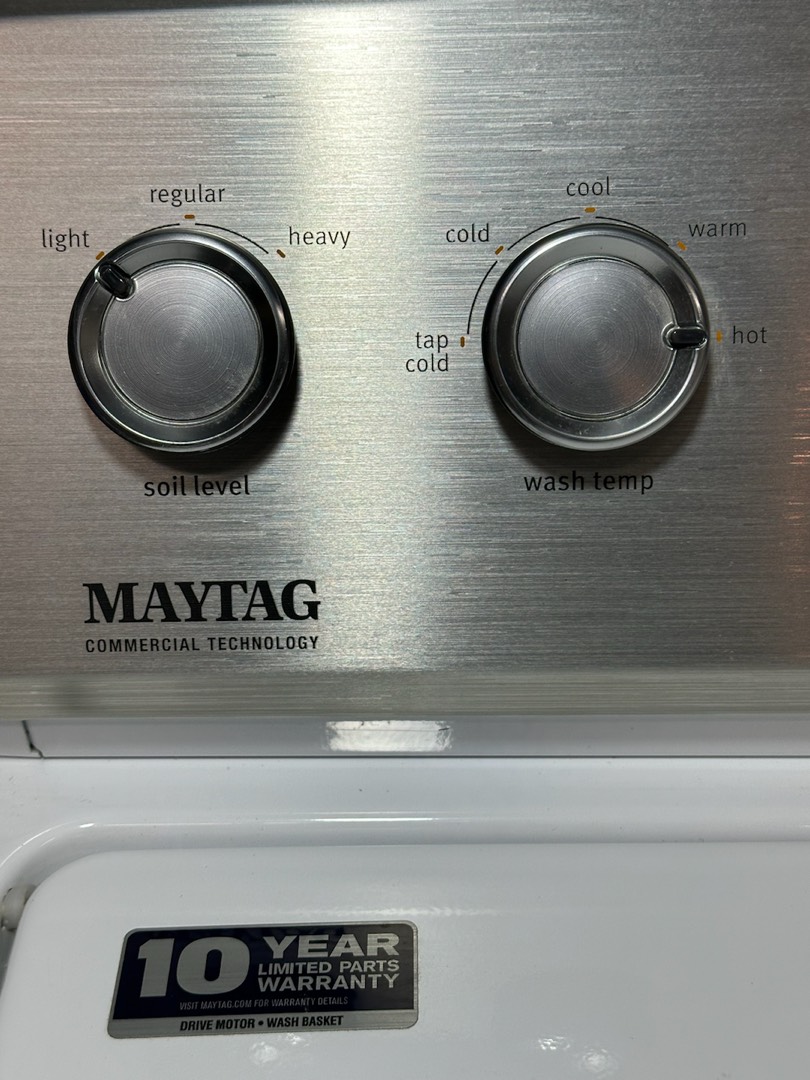 regular
light
heavy
soil level
cool
cold
warm
tap
cold
hot
wash temp
MAYTAG
COMMERCIAL TECHNOLOGY
10 YEAR
LIMITED PARTS
WARRANTY
VISIT MAYTAG.COM FOR WARRANTY DETAILS
DRIVE MOTOR • WASH BASKET